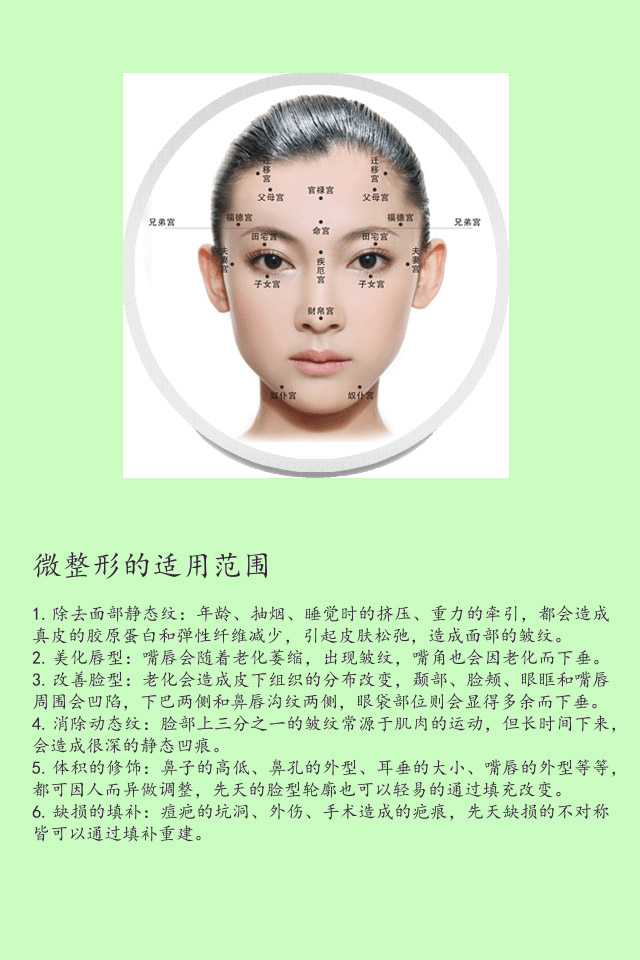 迁移宫
迁移宫
父母宫
官禄宫
父母宫
兄弟宫
福德宫
福德宫
兄弟宫
命宫
田宅宫
田宅宫
夫妻宫
疾厄宫
夫妻宫
子女宫
子女宫
财帛宫
奴仆宫
奴仆宫
微整形的适用范围
1. 除去面部静态纹：年龄、抽烟、睡觉时的挤压、重力的牵引，都会造成
真皮的胶原蛋白和弹性纤维减少，引起皮肤松弛，造成面部的皱纹。
2. 美化唇型：嘴唇会随着老化萎缩，出现皱纹，嘴角也会因老化而下垂。
3. 改善脸型：老化会造成皮下组织的分布改变，颞部、脸颊、眼眶和嘴唇
周围会凹陷，下巴两侧和鼻唇沟纹两侧，眼袋部位则会显得多余而下垂。
4. 消除动态纹：脸部上三分之一的皱纹常源于肌肉的运动，但长时间下来，
会造成很深的静态凹痕。
5. 体积的修饰：鼻子的高低、鼻孔的外型、耳垂的大小、嘴唇的外型等等，
都可因人而异做调整，先天的脸型轮廓也可以轻易的通过填充改变。
6. 缺损的填补：痘疤的坑洞、外伤、手术造成的疤痕，先天缺损的不对称
皆可以通过填补重建。